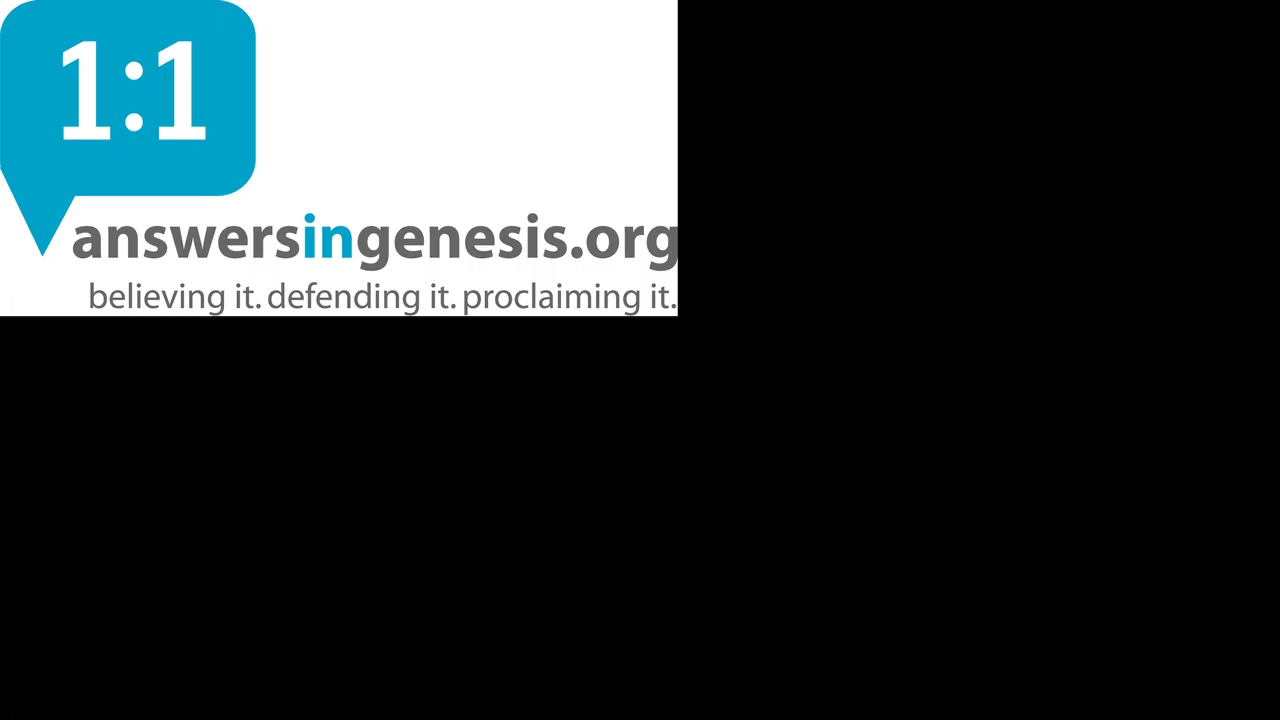 1:1
answersingenesis.org
believing it. defending it. proclaiming it.